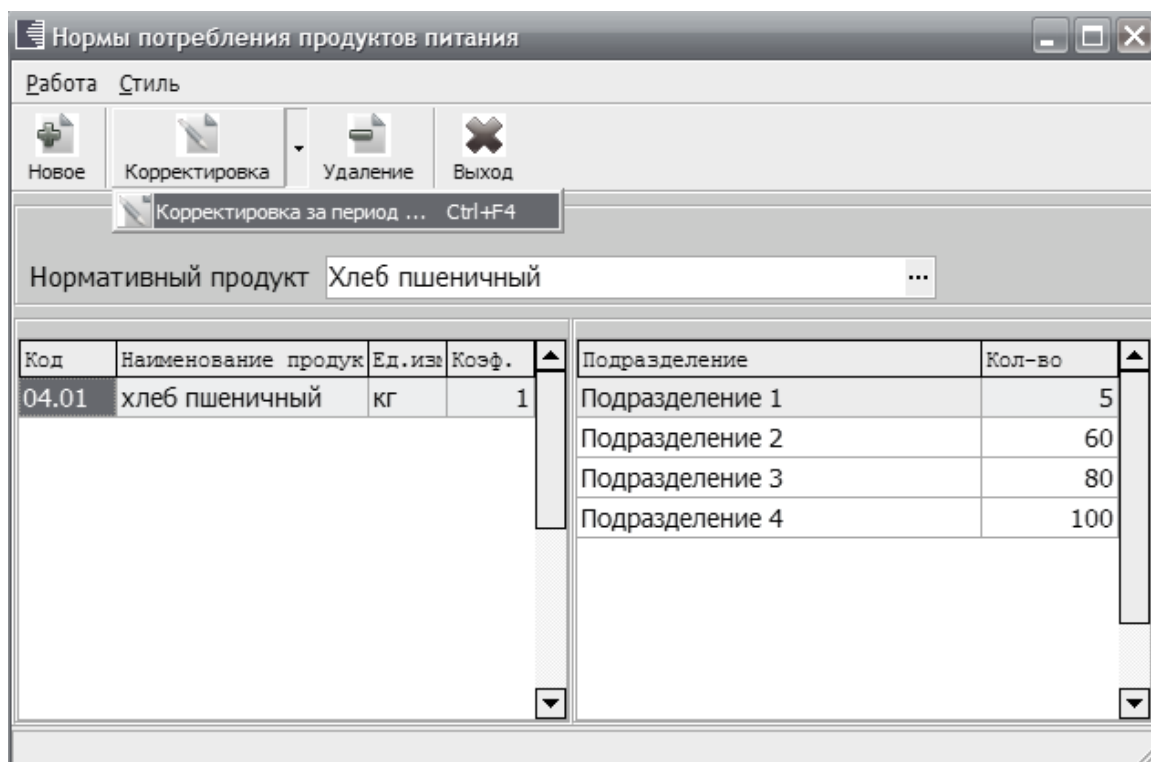 Нормы потребления продуктов питания
Работа Стиль
Новое Корректировка Удаление Выход
Корректировка за период ... Ctrl+F4
Нормативный продукт Хлеб пшеничный ...
Код Наименование продук Ед.изм Коэф. Подразделение Кол-во
04.01 хлеб пшеничный кг 1 Подразделение 1 5
Подразделение 2 60
Подразделение 3 80
Подразделение 4 100